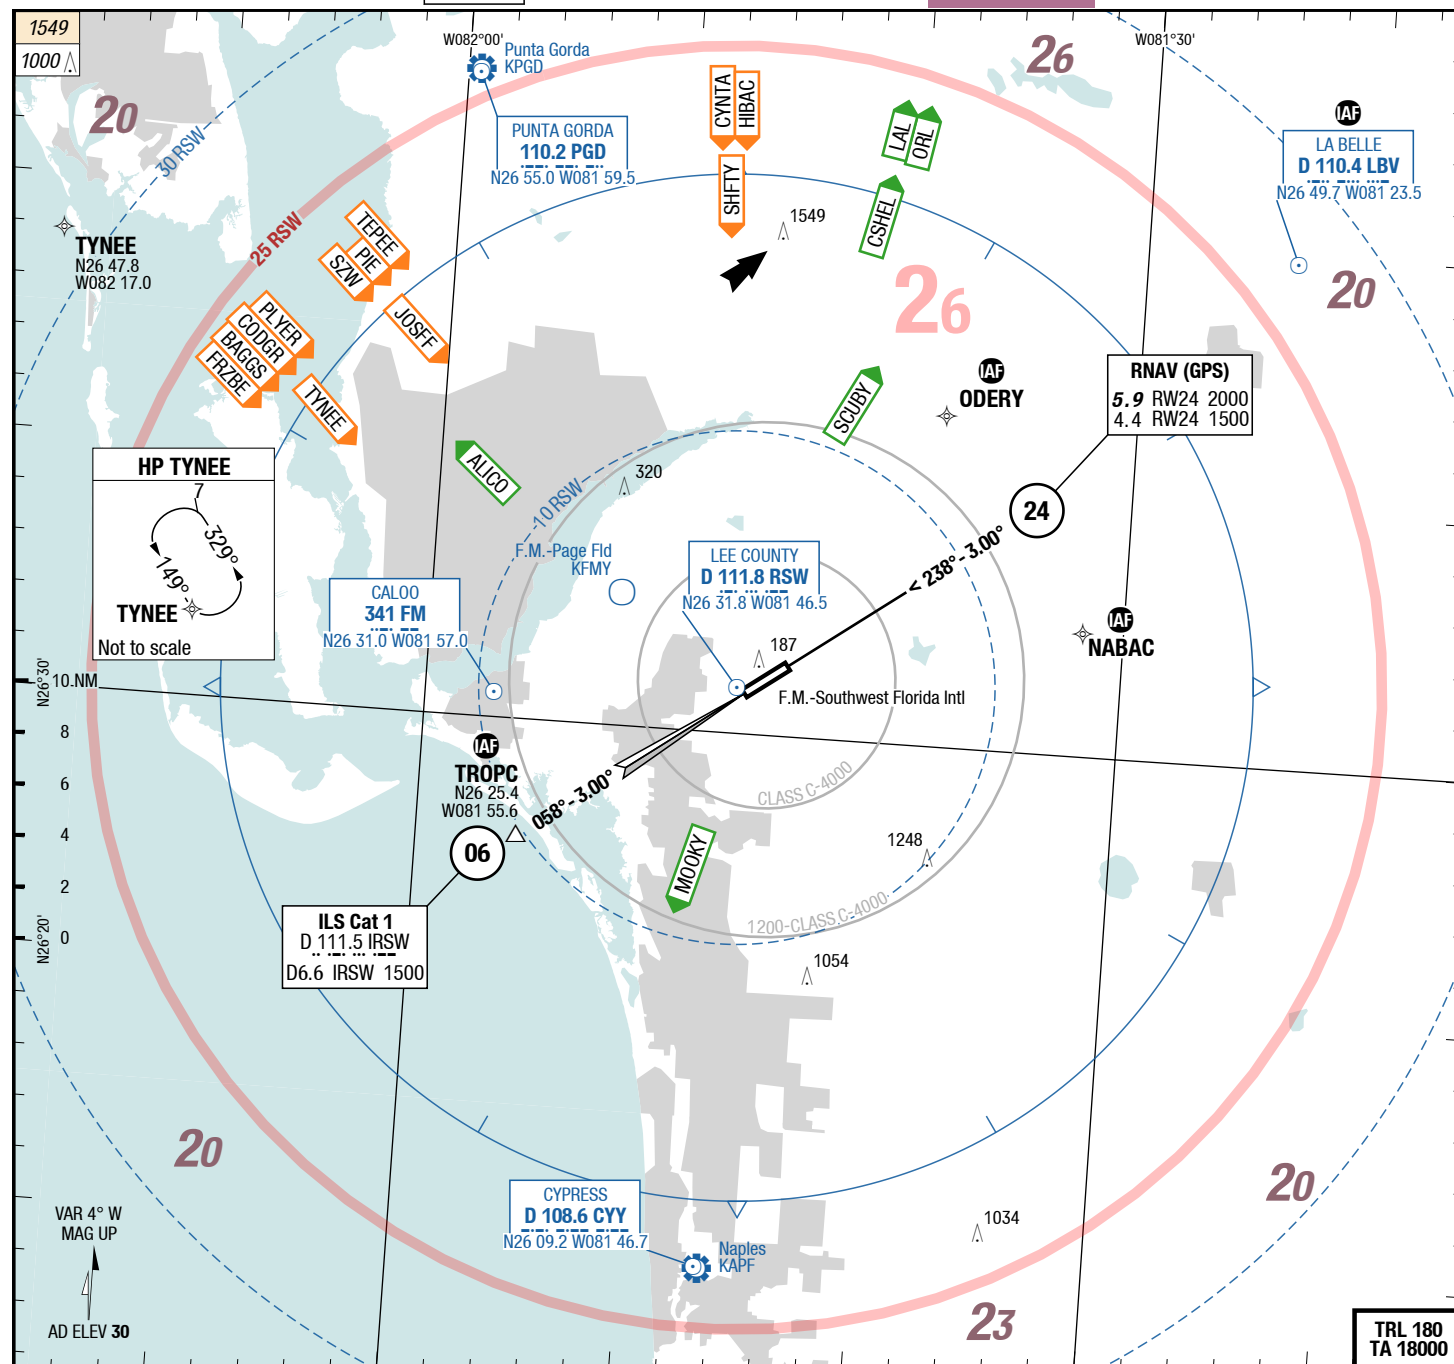 1549
1000
W082°00'
Punta Gorda
KPGD
W081°30'
26
20
30 RSW
25 RSW
PUNTA GORDA
110.2 PGD
N26 55.0 W081 59.5
CYNTA
HIBAC
SHFTY
LAL
ORL
CSHEL
1549
IAF
LA BELLE
D 110.4 LBV
N26 49.7 W081 23.5
20
TYNEE
N26 47.8
W082 17.0
TEPEE
PIE
SZW
JOSFF
PLYER
CODGR
BAGGS
FRZBE
TYNEE
26
IAF
ODERY
RNAV (GPS)
5.9 RW24 2000
4.4 RW24 1500
SCUBY
ALICO
HP TYNEE
7
329°
149°
TYNEE
Not to scale
320
10 RSW
24
F.M.-Page Fld
KFMY
LEE COUNTY
D 111.8 RSW
N26 31.8 W081 46.5
< 238° - 3.00°
CALOO
341 FM
N26 31.0 W081 57.0
187
IAF
NABAC
F.M.-Southwest Florida Intl
N26°30'
10 NM
8
6
4
2
0
N26°20'
IAF
TROPC
N26 25.4
W081 55.6
058° - 3.00°
06
CLASS C-4000
1248
MOOKY
1200-CLASS C-4000
ILS Cat 1
D 111.5 IRSW
D6.6 IRSW 1500
1054
20
CYPRESS
D 108.6 CYY
N26 09.2 W081 46.7
Naples
KAPF
1034
20
23
VAR 4° W
MAG UP
AD ELEV 30
TRL 180
TA 18000